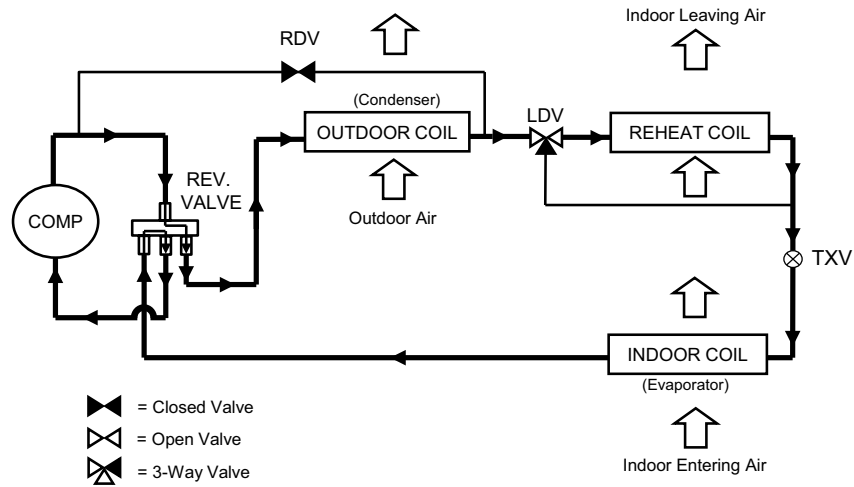 Indoor Leaving Air
RDV
(Condenser)
LDV
OUTDOOR COIL
REHEAT COIL
REV.
VALVE
COMP
Outdoor Air
TXV
INDOOR COIL
(Evaporator)
= Closed Valve
= Open Valve
= 3-Way Valve
Indoor Entering Air